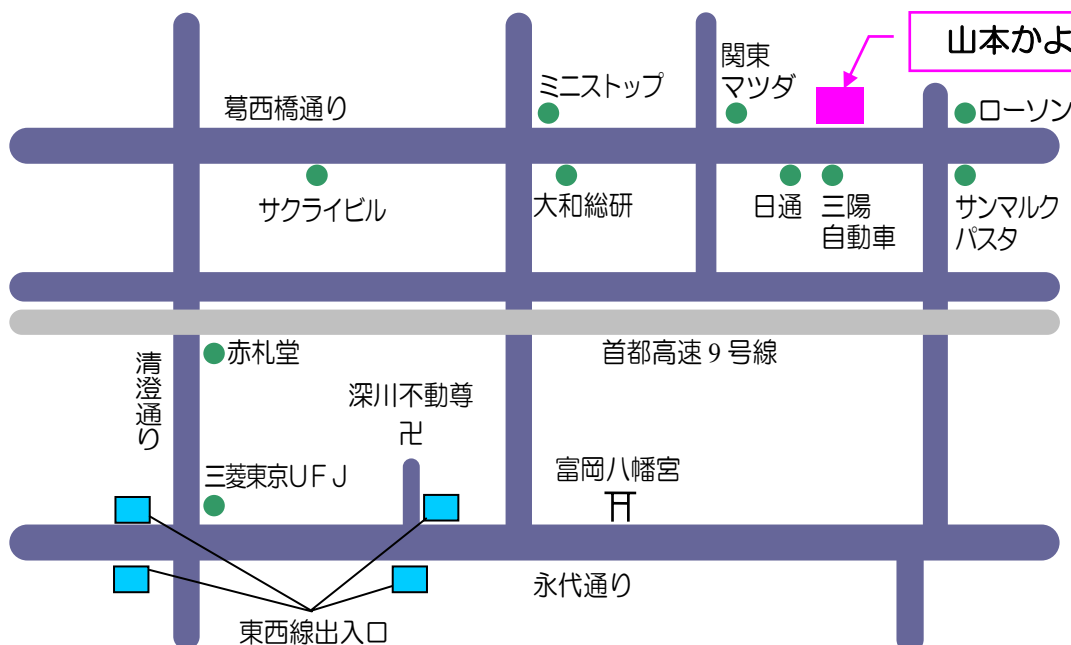 山本かよ
関東
マツダ
ミニストップ
葛西橋通り
ローソン
サクライビル
大和総研
日通
三陽
自動車
サンマルク
パスタ
赤札堂
首都高速9号線
清澄通り
深川不動尊
卍
三菱東京UFJ
富岡八幡宮
永代通り
東西線出入口